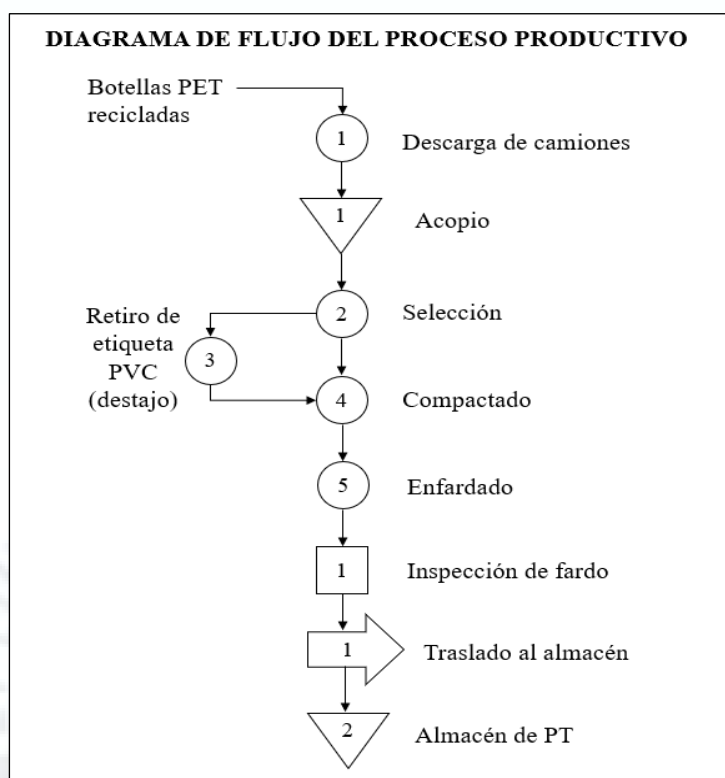 DIAGRAMA DE FLUJO DEL PROCESO PRODUCTIVO
Botellas PET
recicladas
1
Descarga de camiones
1
Acopio
2
Selección
Retiro de
etiqueta
PVC
(destajo)
3
4
Compactado
5
Enfardado
1
Inspección de fardo
1
Traslado al almacén
2
Almacén de PT